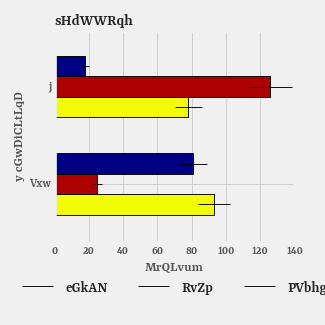 sHdWWRqh
y cGwDiCLtLqD
j
Vxw
0 20 40 60 80 100 120 140
MrQLvum
eGkAN RvZp PVbhg